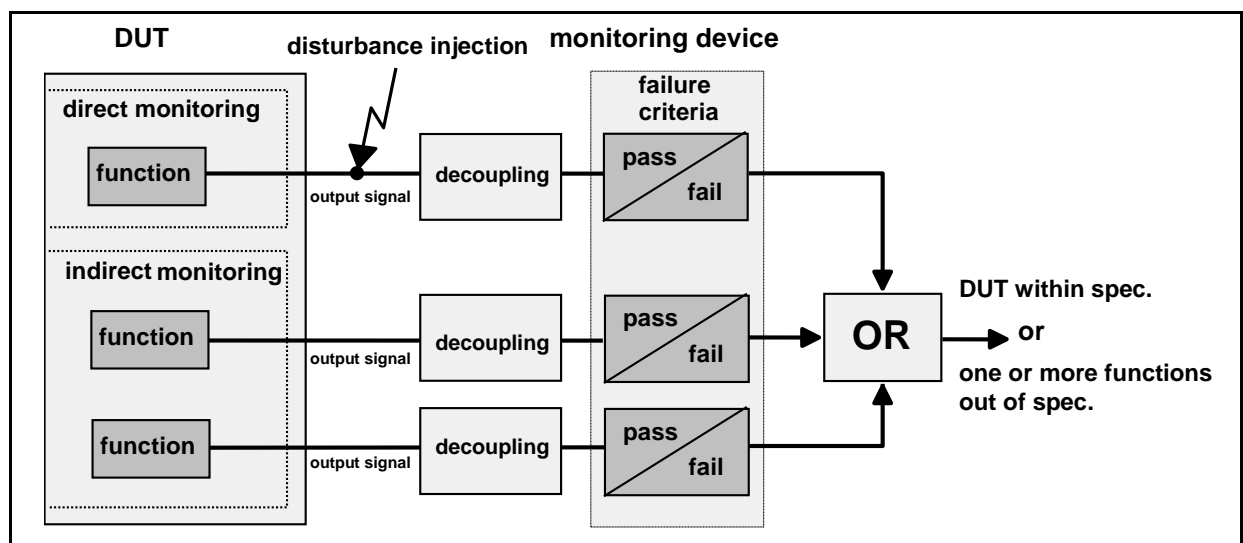 DUT
disturbance injection
monitoring device
direct monitoring
function
output signal
decoupling
failure
criteria
pass
fail
indirect monitoring
function
output signal
decoupling
pass
fail
function
output signal
decoupling
pass
fail
OR
DUT within spec.
or
one or more functions
out of spec.